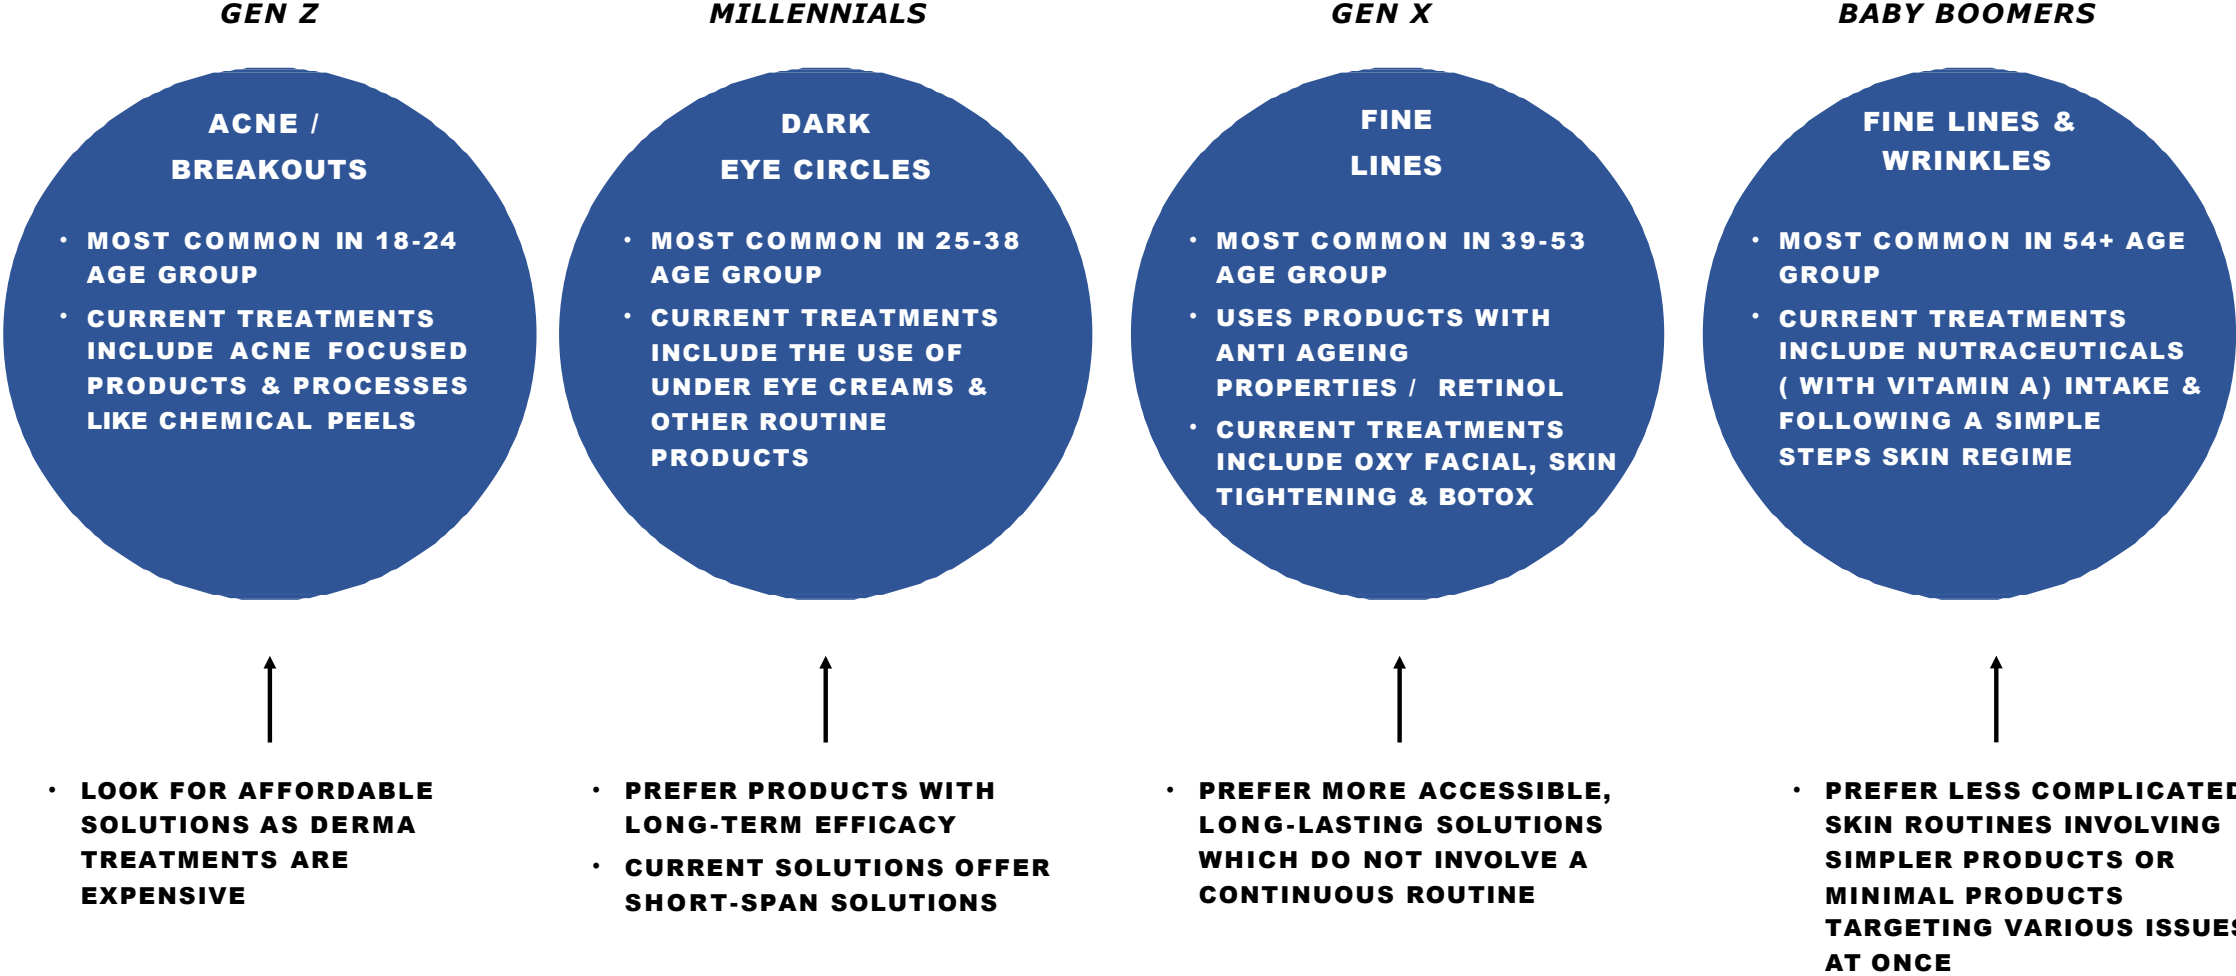 GEN Z
ACNE /
BREAKOUTS
· MOST COMMON IN 18-24
AGE GROUP
· CURRENT TREATMENTS
INCLUDE ACNE FOCUSED
PRODUCTS & PROCESSES
LIKE CHEMICAL PEELS
· LOOK FOR AFFORDABLE
SOLUTIONS AS DERMA
TREATMENTS ARE
EXPENSIVE
MILLENNIALS
DARK
EYE CIRCLES
· MOST COMMON IN 25-38
AGE GROUP
· CURRENT TREATMENTS
INCLUDE THE USE OF
UNDER EYE CREAMS &
OTHER ROUTINE
PRODUCTS
· PREFER PRODUCTS WITH
LONG-TERM EFFICACY
· CURRENT SOLUTIONS OFFER
SHORT-SPAN SOLUTIONS
GEN X
FINE
LINES
· MOST COMMON IN 39-53
AGE GROUP
· USES PRODUCTS WITH
ANTI AGEING
PROPERTIES / RETINOL
· CURRENT TREATMENTS
INCLUDE OXY FACIAL, SKIN
TIGHTENING & BOTOX
· PREFER MORE ACCESSIBLE,
LONG-LASTING SOLUTIONS
WHICH DO NOT INVOLVE A
CONTINUOUS ROUTINE
BABY BOOMERS
FINE LINES &
WRINKLES
· MOST COMMON IN 54+ AGE
GROUP
· CURRENT TREATMENTS
INCLUDE NUTRACEUTICALS
( WITH VITAMIN A) INTAKE &
FOLLOWING A SIMPLE
STEPS SKIN REGIME
· PREFER LESS COMPLICATED
SKIN ROUTINES INVOLVING
SIMPLER PRODUCTS OR
MINIMAL PRODUCTS
TARGETING VARIOUS ISSUES
AT ONCE